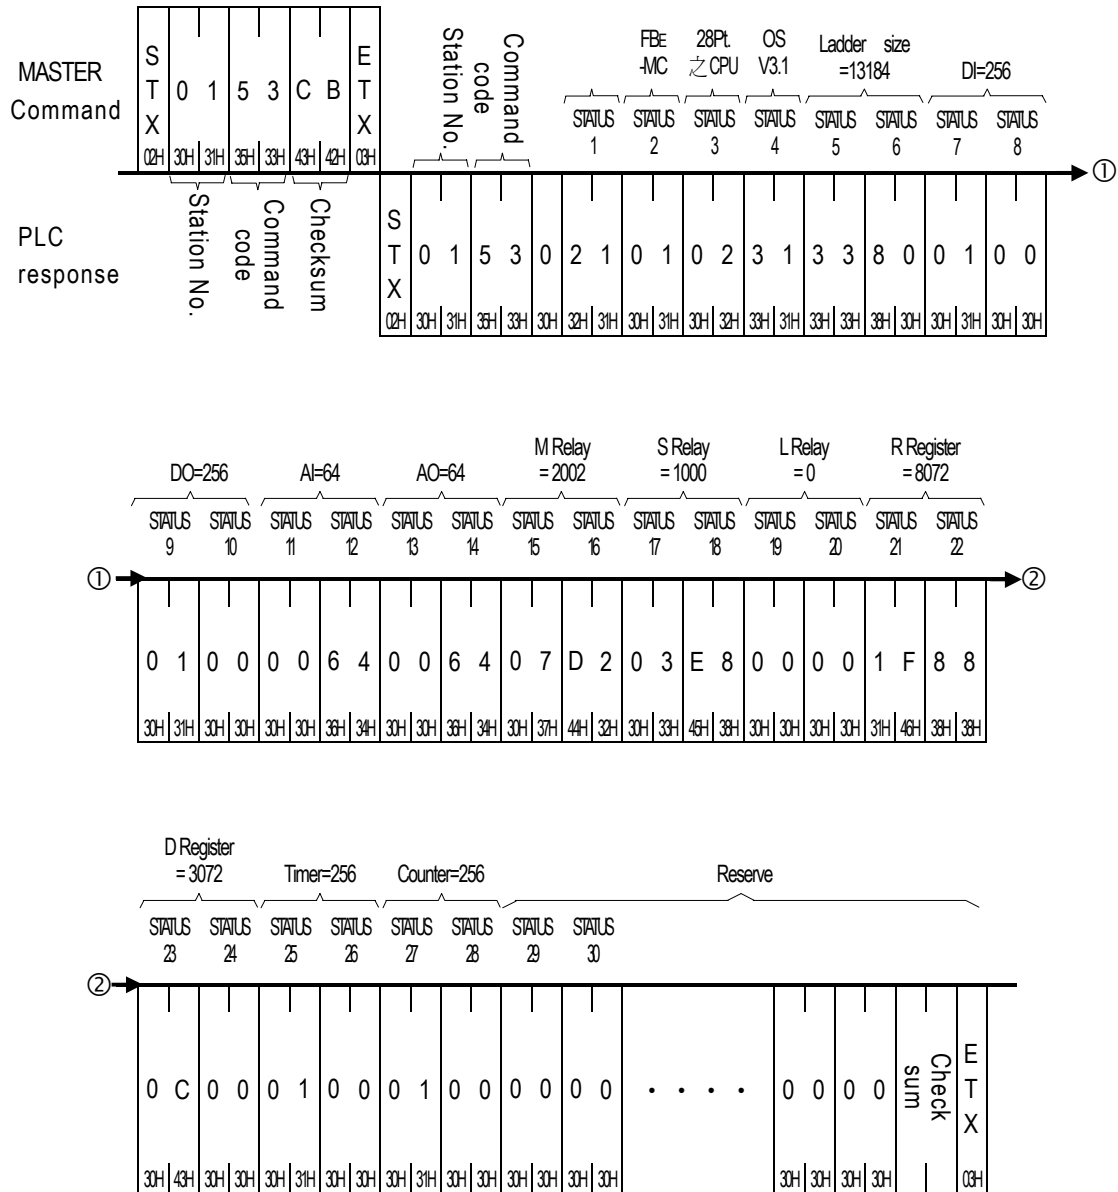 MASTER
Command
STX 0 1 5 3 C B ETX
02H 30H 31H 35H 33H 43H 42H 03H
Station No.
Command code
Checksum
Station No.
Command code
FBE -MC
28Pt. 之 CPU
OS V3.1
Ladder size =13184
DI=256
STATUS 1 STATUS 2 STATUS 3 STATUS 4 STATUS 5 STATUS 6 STATUS 7 STATUS 8
①
PLC
response
STX 0 1 5 3 0 2 1 0 1 0 2 3 1 3 3 8 0 0 1 0 0
02H 30H 31H 35H 33H 30H 32H 31H 30H 31H 30H 32H 33H 31H 33H 33H 38H 30H 30H 31H 30H 30H
DO=256
AI=64
AO=64
M Relay = 2002
S Relay = 1000
L Relay = 0
R Register = 8072
STATUS 9 STATUS 10 STATUS 11 STATUS 12 STATUS 13 STATUS 14 STATUS 15 STATUS 16 STATUS 17 STATUS 18 STATUS 19 STATUS 20 STATUS 21 STATUS 22
① ②
0 1 0 0 0 0 6 4 0 0 6 4 0 7 D 2 0 3 E 8 0 0 0 0 1 F 8 8
30H 31H 30H 30H 30H 30H 36H 34H 30H 30H 36H 34H 30H 37H 44H 32H 30H 33H 45H 38H 30H 30H 30H 30H 31H 46H 38H 38H
D Register = 3072
Timer=256
Counter=256
Reserve
STATUS 23 STATUS 24 STATUS 25 STATUS 26 STATUS 27 STATUS 28 STATUS 29 STATUS 30
②
0 C 0 0 0 1 0 0 0 1 0 0 0 0 0 0 · · · · 0 0 0 0 Check sum ETX
30H 43H 30H 30H 30H 31H 30H 30H 30H 31H 30H 30H 30H 30H 30H 30H 30H 30H 30H 30H 03H